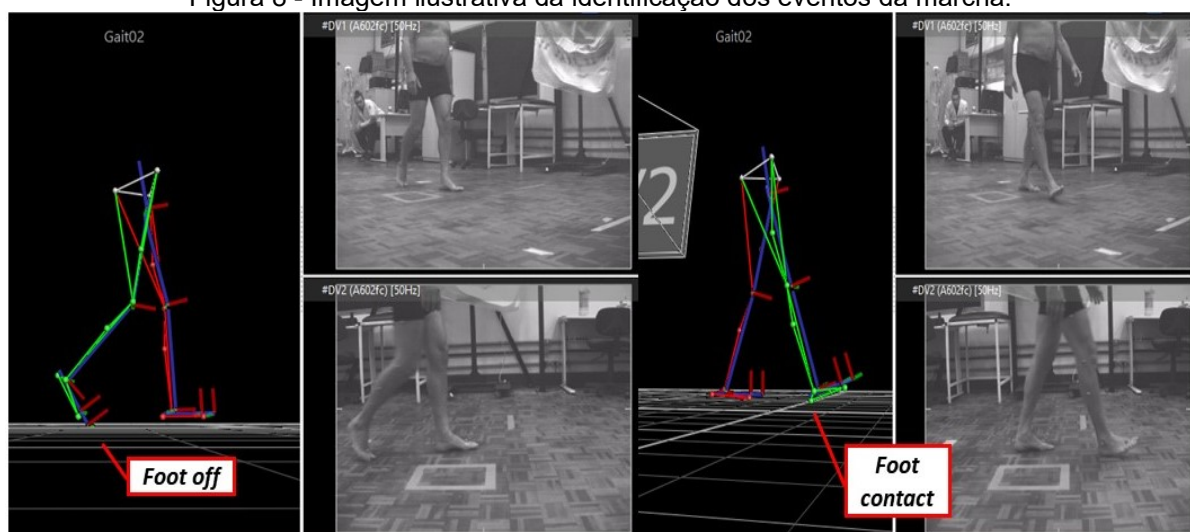 Figura 8 - Imagem ilustrativa da identificação dos eventos da marcha.
Gait02
#DV1 (A602fc) [50Hz]
Gait02
#DV1 (A602fc) [50Hz]
#DV2 (A602fc) [50Hz]
#DV2 (A602fc) [50Hz]
Foot off
Foot
contact